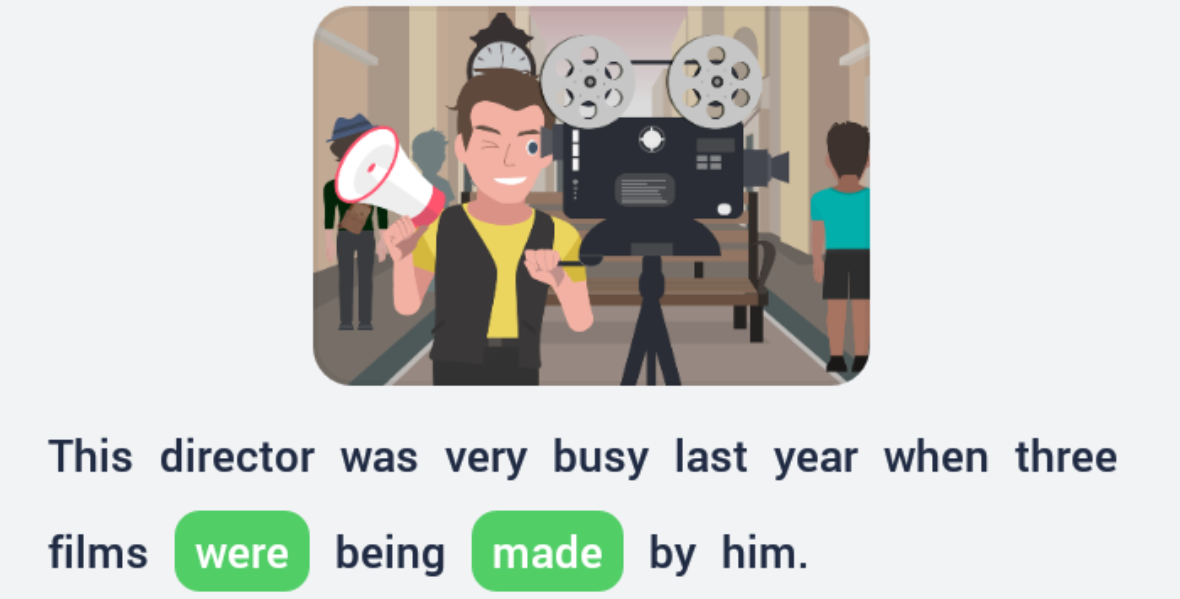 This director was very busy last year when three
films were being made by him.